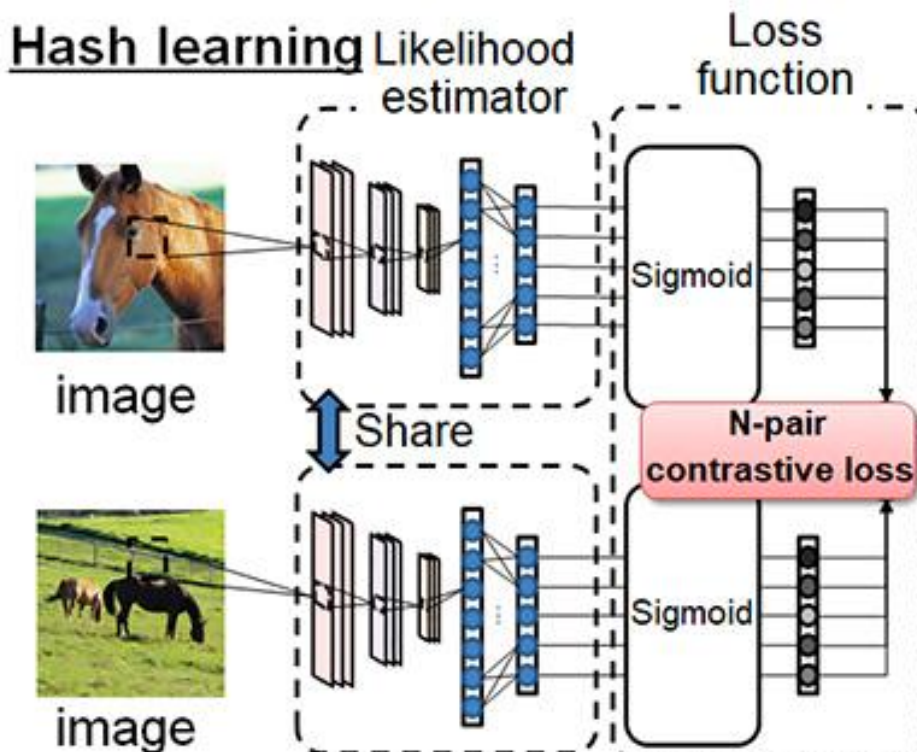 Hash learning
Likelihood
estimator
Loss
function
Sigmoid
image
Share
N-pair
contrastive loss
Sigmoid
image